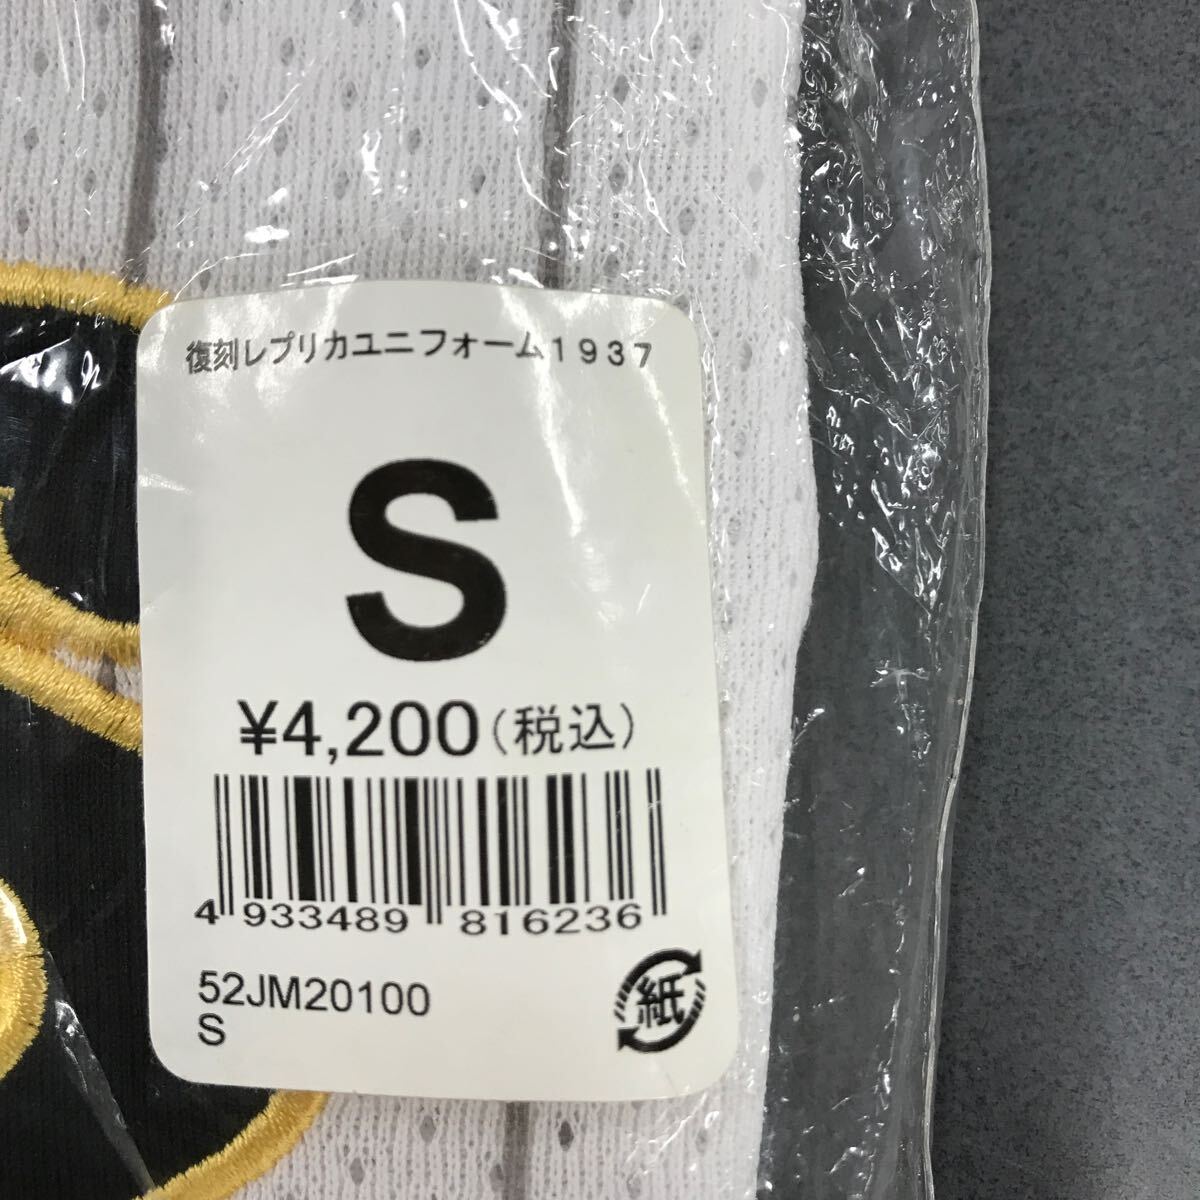 復刻レプリカユニフォーム1937
S
¥4,200(税込)
4 933489 816236
52JM20100
S
紙